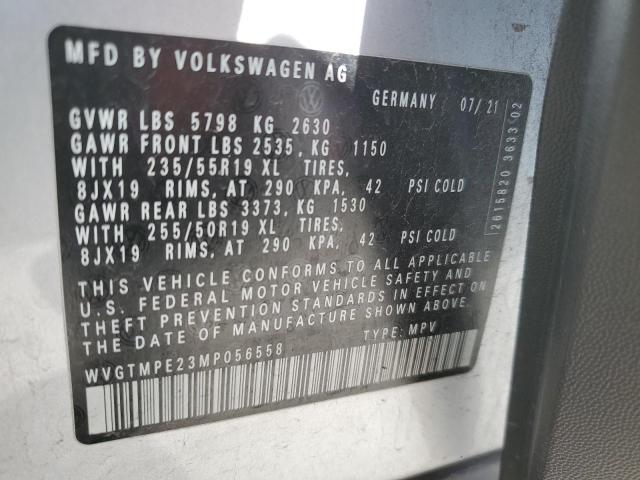 MFD BY VOLKSWAGEN AG
GERMANY 07/21
GVWR LBS 5798 KG 2630
GAWR FRONT LBS 2535, KG 1150
WITH 235/55R19 XL TIRES,
8JX19 RIMS, AT 290 KPA, 42 PSI COLD
GAWR REAR LBS 3373, KG 1530
WITH 255/50R19 XL TIRES,
8JX19 RIMS, AT 290 KPA, 42 PSI COLD
THIS VEHICLE CONFORMS TO ALL APPLICABLE
U.S. FEDERAL MOTOR VEHICLE SAFETY AND
THEFT PREVENTION STANDARDS IN EFFECT ON
THE DATE OF MANUFACTURE SHOWN ABOVE.
WVGTMPE23MP056558 TYPE: MPV
2615820 3633 02